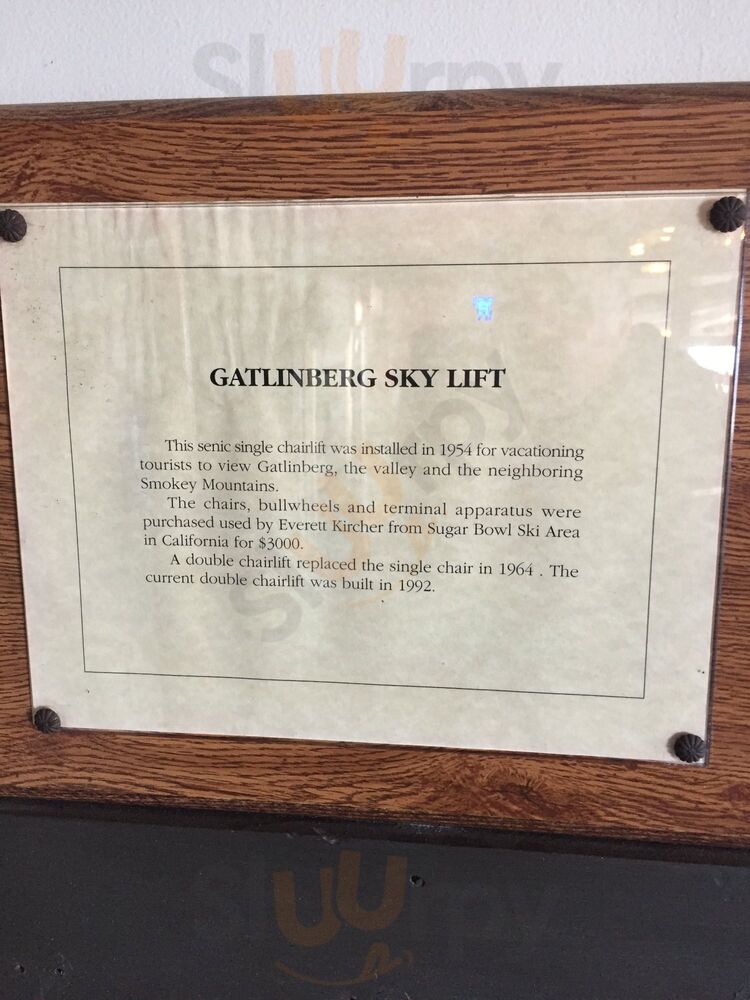 sluurpy
GATLINBERG SKY LIFT
This senic single chairlift was installed in 1954 for vacationing
tourists to view Gatlinberg, the valley and the neighboring
Smokey Mountains.
The chairs, bullwheels and terminal apparatus were
purchased used by Everett Kircher from Sugar Bowl Ski Area
in California for $3000.
A double chairlift replaced the single chair in 1964 . The
current double chairlift was built in 1992.
sluurpy
sluurpy